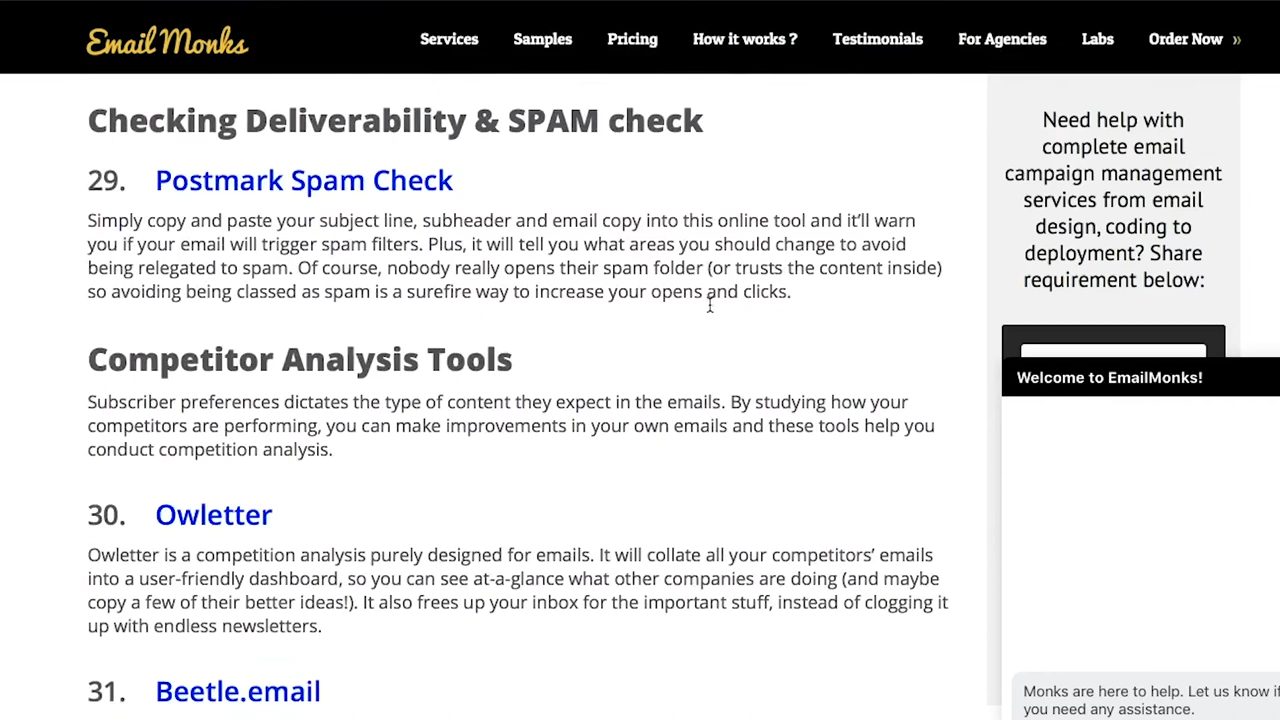 Email Monks
Services Samples Pricing How it works ? Testimonials For Agencies Labs Order Now »
Checking Deliverability & SPAM check
29. Postmark Spam Check
Simply copy and paste your subject line, subheader and email copy into this online tool and it’ll warn
you if your email will trigger spam filters. Plus, it will tell you what areas you should change to avoid
being relegated to spam. Of course, nobody really opens their spam folder (or trusts the content inside)
so avoiding being classed as spam is a surefire way to increase your opens and clicks.
Competitor Analysis Tools
Subscriber preferences dictates the type of content they expect in the emails. By studying how your
competitors are performing, you can make improvements in your own emails and these tools help you
conduct competition analysis.
30. Owletter
Owletter is a competition analysis purely designed for emails. It will collate all your competitors’ emails
into a user-friendly dashboard, so you can see at-a-glance what other companies are doing (and maybe
copy a few of their better ideas!). It also frees up your inbox for the important stuff, instead of clogging it
up with endless newsletters.
31. Beetle.email
Need help with
complete email
campaign management
services from email
design, coding to
deployment? Share
requirement below:
Welcome to EmailMonks!
Monks are here to help. Let us know if
you need any assistance.